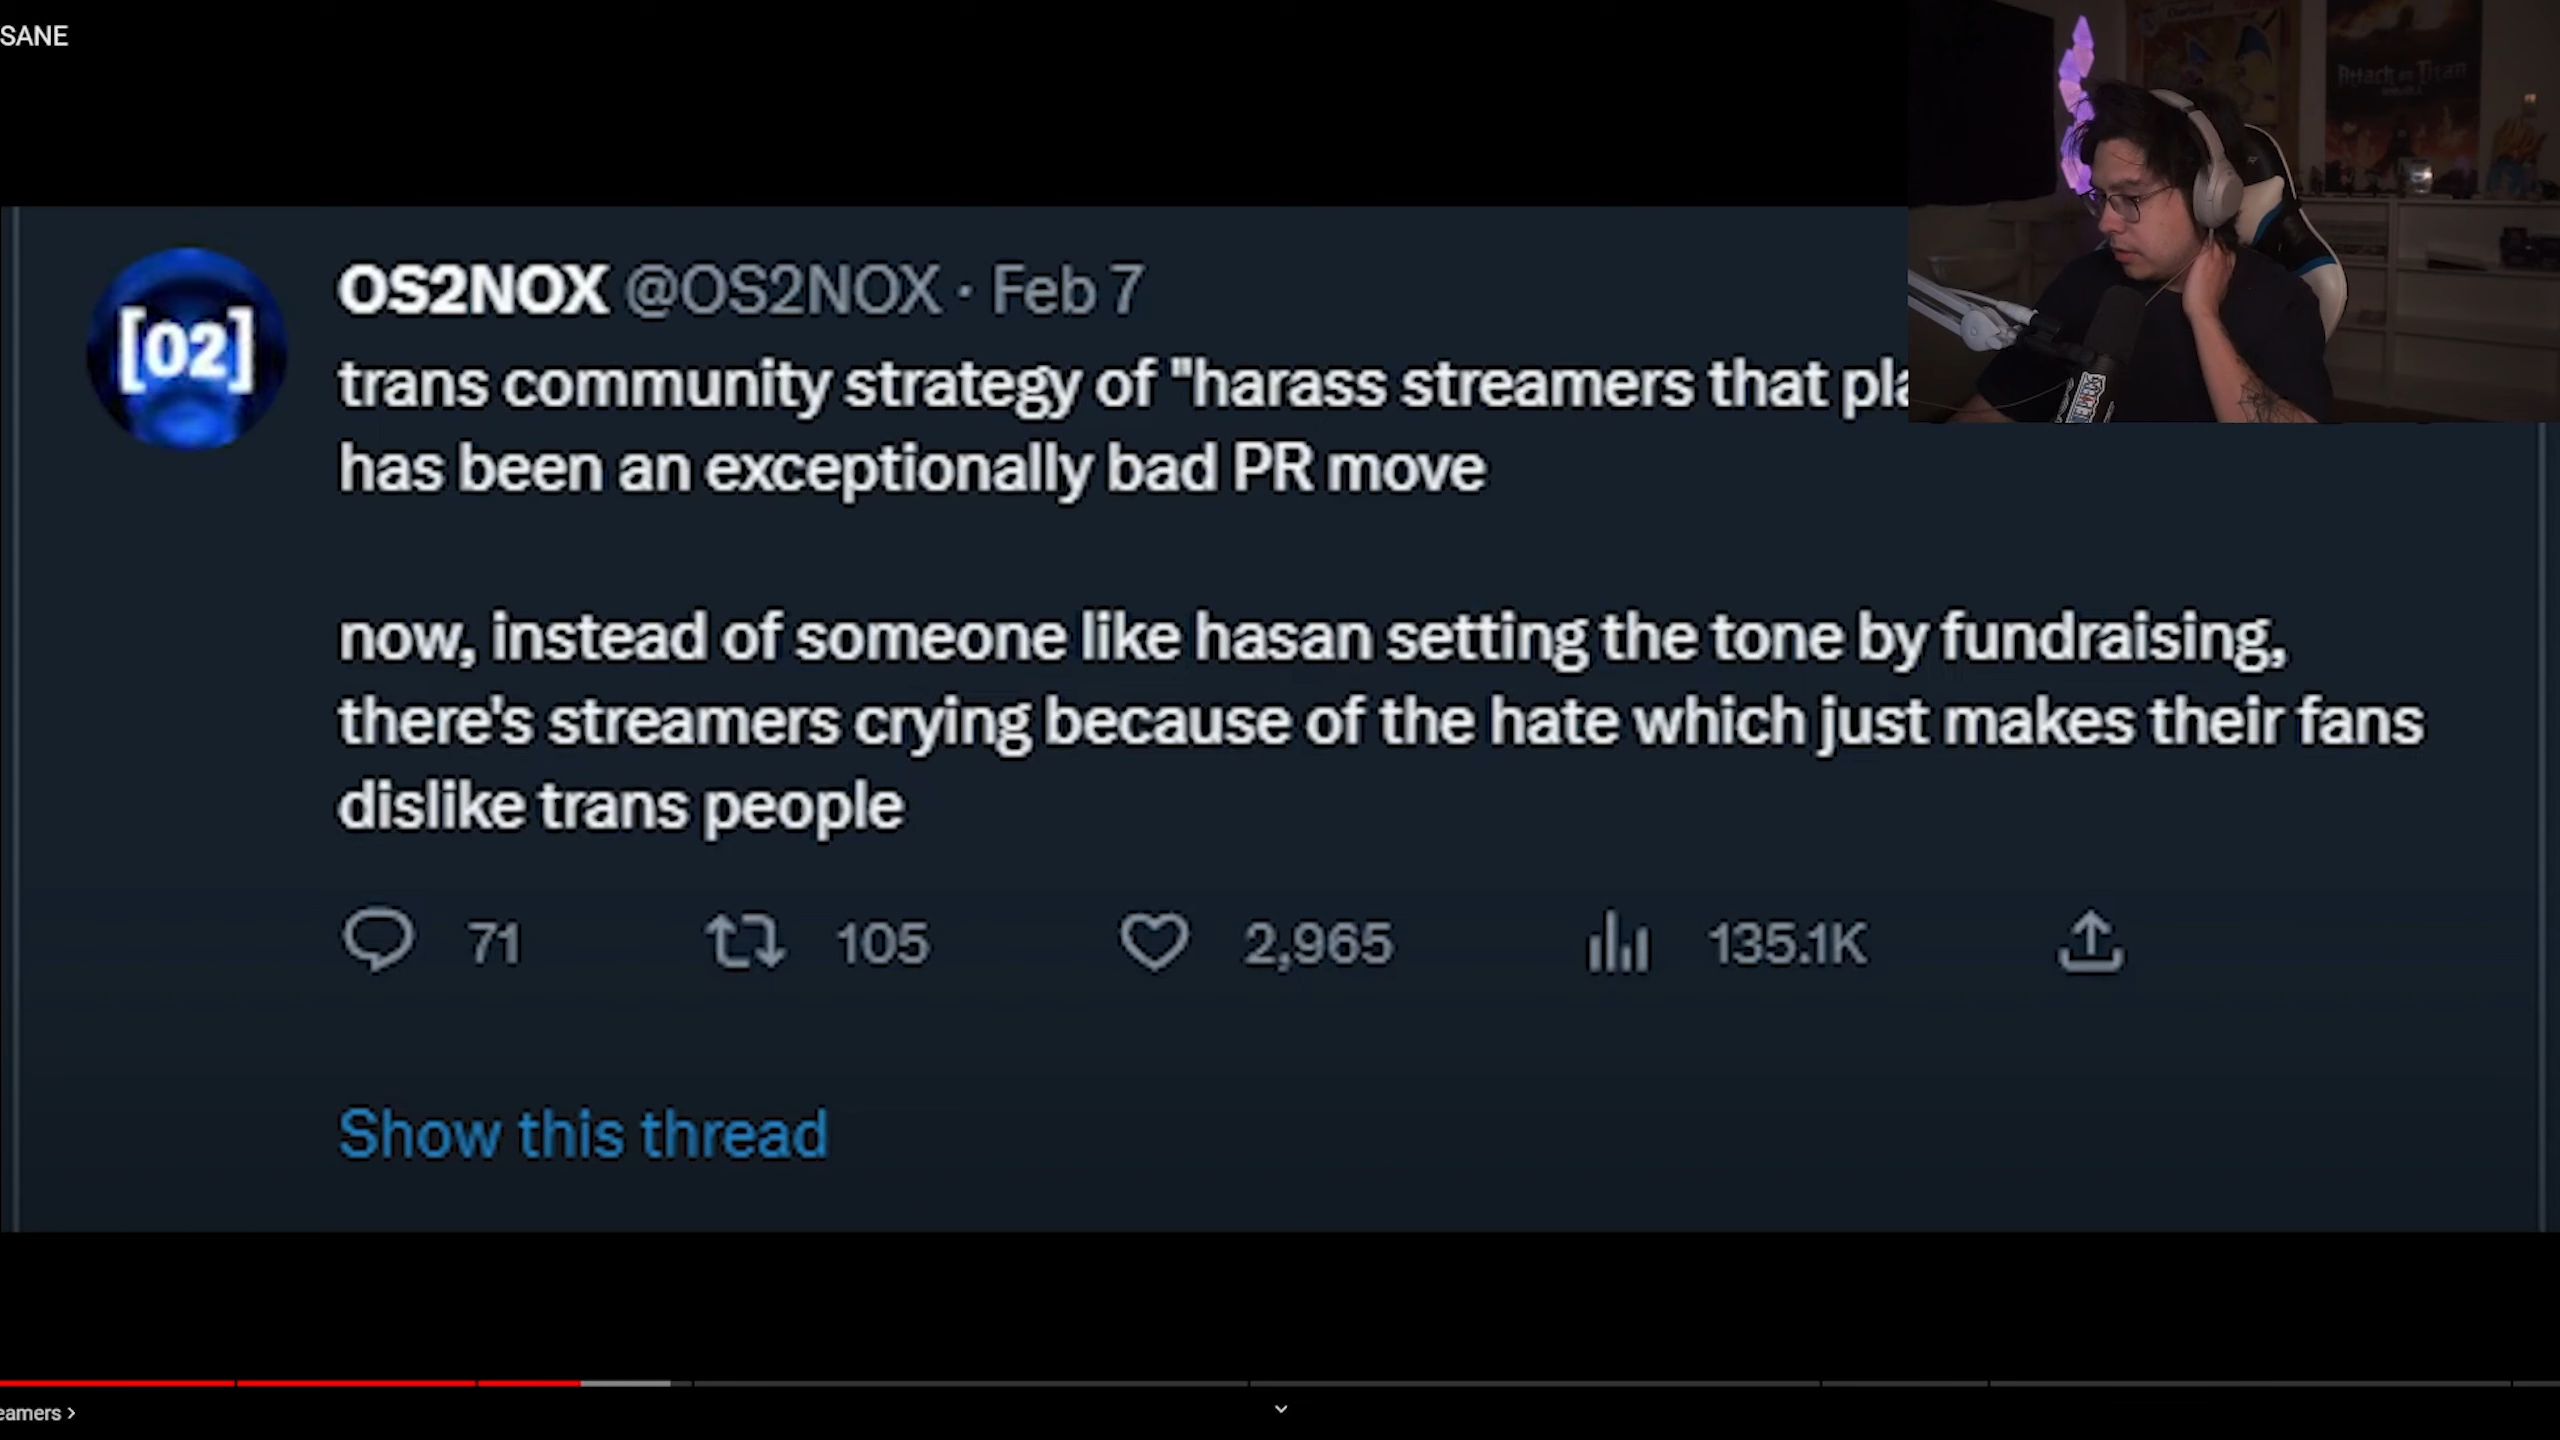 SANE
Attack on Titan
[02]
OS2NOX @OS2NOX · Feb 7
trans community strategy of "harass streamers that pla
has been an exceptionally bad PR move
now, instead of someone like hasan setting the tone by fundraising,
there's streamers crying because of the hate which just makes their fans
dislike trans people
71 105 2,965 135.1K
Show this thread
eamers >